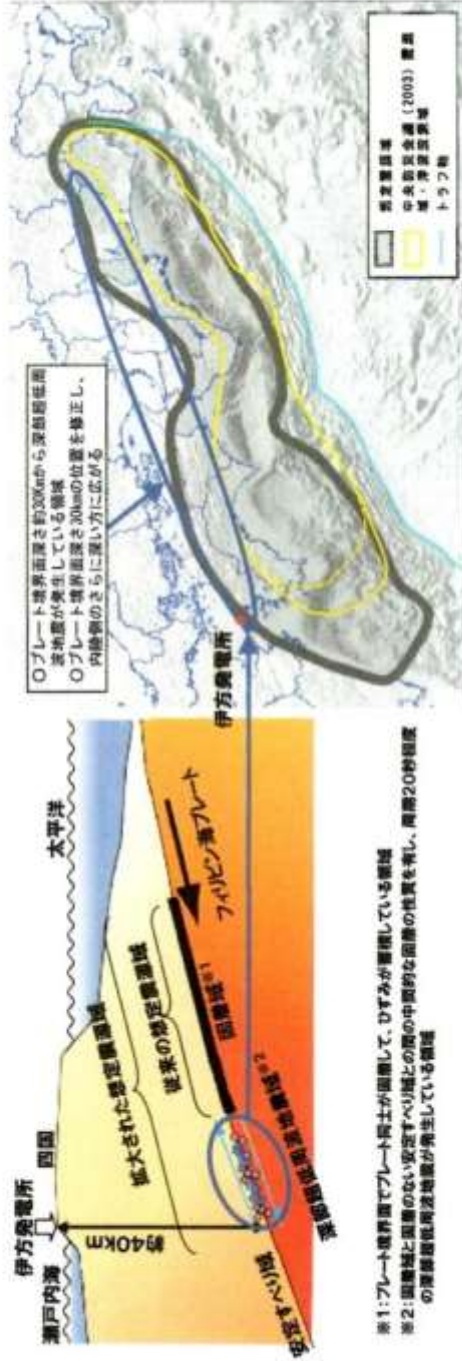 瀬戸内海
伊方発電所
四国
太平洋
約40km
拡大された想定震源域
従来の想定震源域
固着域※1
フィリピン海プレート
深部超低周波地震域※2
安定すべり域
※1：プレート境界面でプレート同士が固着して、ひずみが蓄積している領域
※2：固着域と固着のない安定すべり域との間の中間的な固着の性質を有し、周期20秒程度
の深部超低周波地震が発生している領域
○プレート境界面深さ約30Kmから深部超低周
波地震が発生している領域
○プレート境界面深さ30kmの位置を修正し、
内陸側のさらに深い方に広がる
伊方発電所
想定震源域
中央防災会議（2003）震源
域・津波波源域
トラフ軸